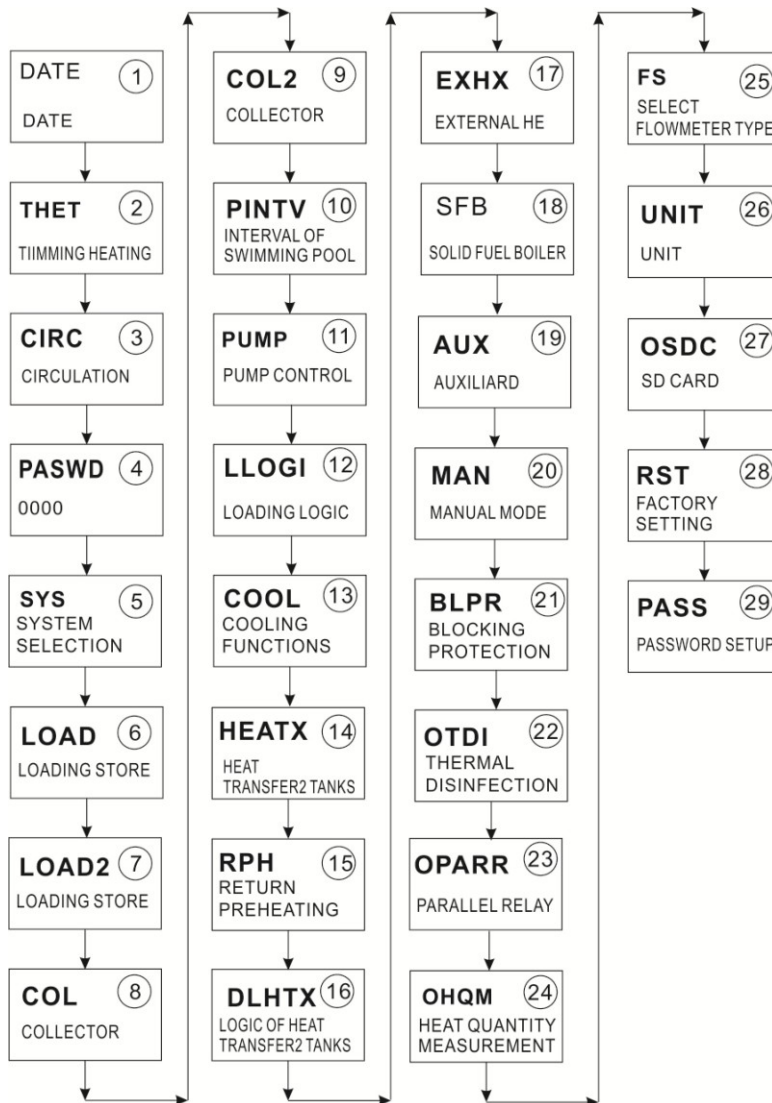 DATE 1
DATE
THET 2
TIIMMING HEATING
CIRC 3
CIRCULATION
PASWD 4
0000
SYS 5
SYSTEM
SELECTION
LOAD 6
LOADING STORE
LOAD2 7
LOADING STORE
COL 8
COLLECTOR
COL2 9
COLLECTOR
PINTV 10
INTERVAL OF
SWIMMING POOL
PUMP 11
PUMP CONTROL
LLOGI 12
LOADING LOGIC
COOL 13
COOLING
FUNCTIONS
HEATX 14
HEAT
TRANSFER2 TANKS
RPH 15
RETURN
PREHEATING
DLHTX 16
LOGIC OF HEAT
TRANSFER2 TANKS
EXHX 17
EXTERNAL HE
SFB 18
SOLID FUEL BOILER
AUX 19
AUXILIARD
MAN 20
MANUAL MODE
BLPR 21
BLOCKING
PROTECTION
OTDI 22
THERMAL
DISINFECTION
OPARR 23
PARALLEL RELAY
OHQM 24
HEAT QUANTITY
MEASUREMENT
FS 25
SELECT
FLOWMETER TYPE
UNIT 26
UNIT
OSDC 27
SD CARD
RST 28
FACTORY
SETTING
PASS 29
PASSWORD SETUP